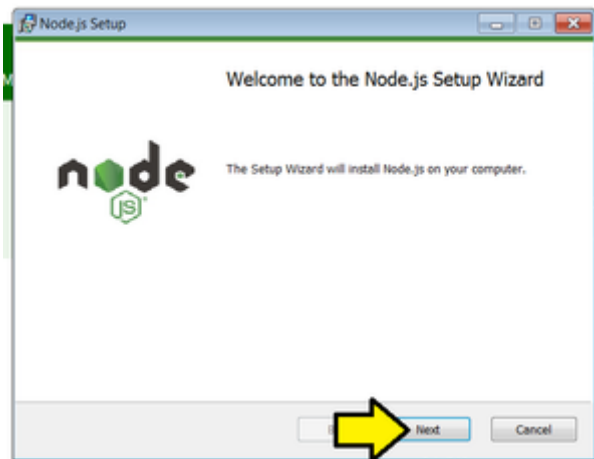 Node.js Setup
Welcome to the Node.js Setup Wizard
node
JS
The Setup Wizard will install Node.js on your computer.
Next
Cancel